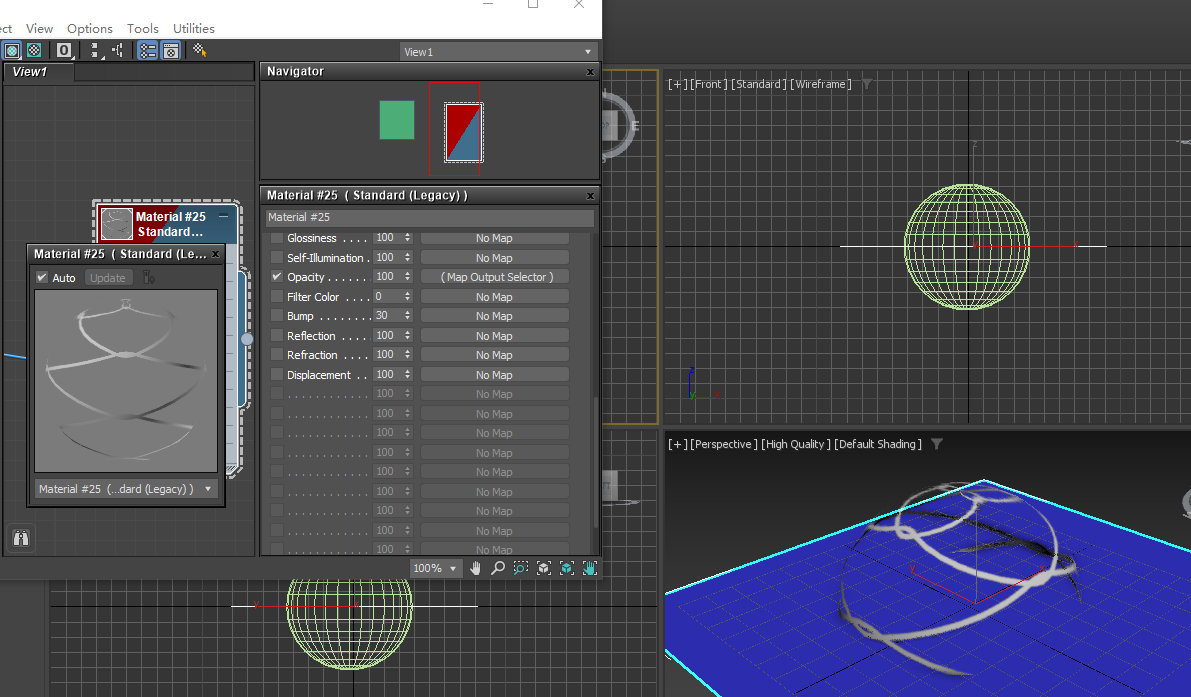 ect View Options Tools Utilities
0
View1
View1
Navigator
Material #25 ( Standard (Legacy) )
Material #25
Glossiness . . . . 100 No Map
Self-Illumination . 100 No Map
Opacity . . . . . . 100 ( Map Output Selector )
Filter Color . . . . 0 No Map
Bump . . . . . . . . 30 No Map
Reflection . . . . 100 No Map
Refraction . . . . 100 No Map
Displacement . . 100 No Map
. . . . . . . . . . . . 100 No Map
. . . . . . . . . . . . 100 No Map
. . . . . . . . . . . . 100 No Map
. . . . . . . . . . . . 100 No Map
. . . . . . . . . . . . 100 No Map
. . . . . . . . . . . . 100 No Map
. . . . . . . . . . . . 100 No Map
. . . . . . . . . . . . 100 No Map
. . . . . . . . . . . . 100 No Map
100%
Material #25
Standard...
Material #25 ( Standard (Le... x
Auto Update
Material #25 (...dard (Legacy) )
[+] [Front ] [Standard ] [Wireframe ]
E
z
x
z
y
x
[+] [Perspective ] [High Quality ] [Default Shading ]